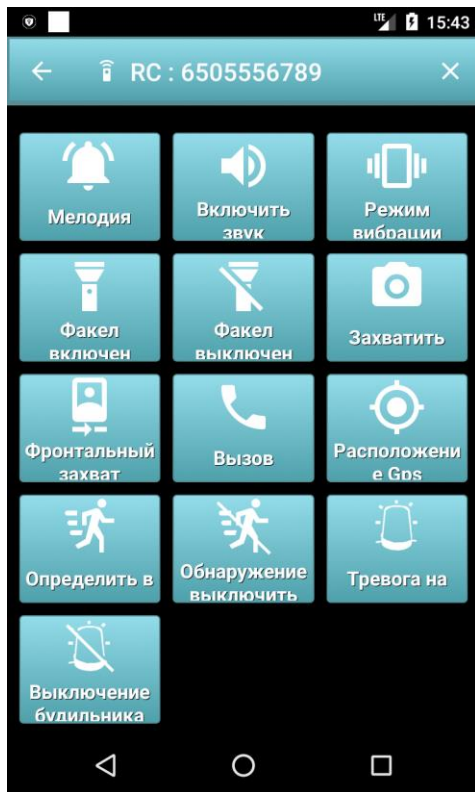 LTE 15:43
RC : 6505556789
Мелодия
Включить
звук
Режим
вибрации
Факел
включен
Факел
выключен
Захватить
Фронтальный
захват
Вызов
Расположени
е Gps
Определить в
Обнаружение
выключить
Тревога на
Выключение
будильника